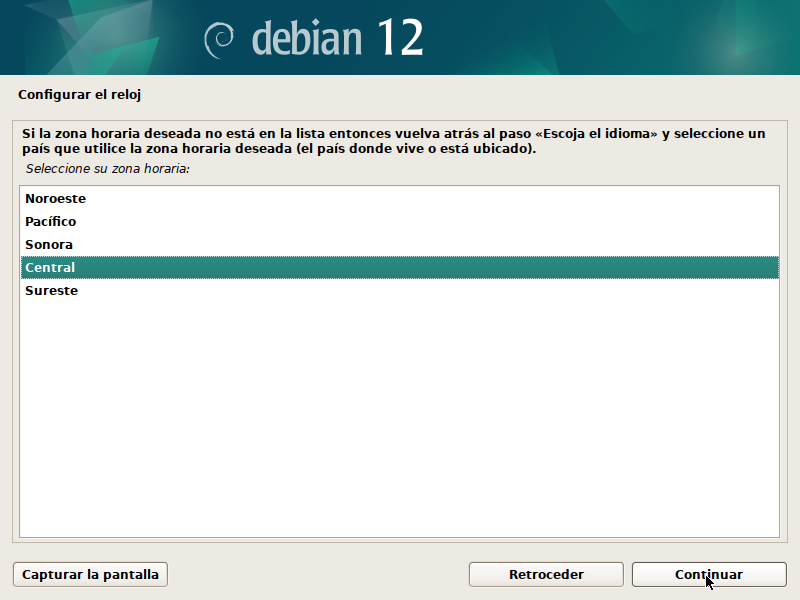 debian 12
Configurar el reloj
Si la zona horaria deseada no está en la lista entonces vuelva atrás al paso «Escoja el idioma» y seleccione un
país que utilice la zona horaria deseada (el país donde vive o está ubicado).
Seleccione su zona horaria:
Noroeste
Pacífico
Sonora
Central
Sureste
Capturar la pantalla
Retroceder
Continuar